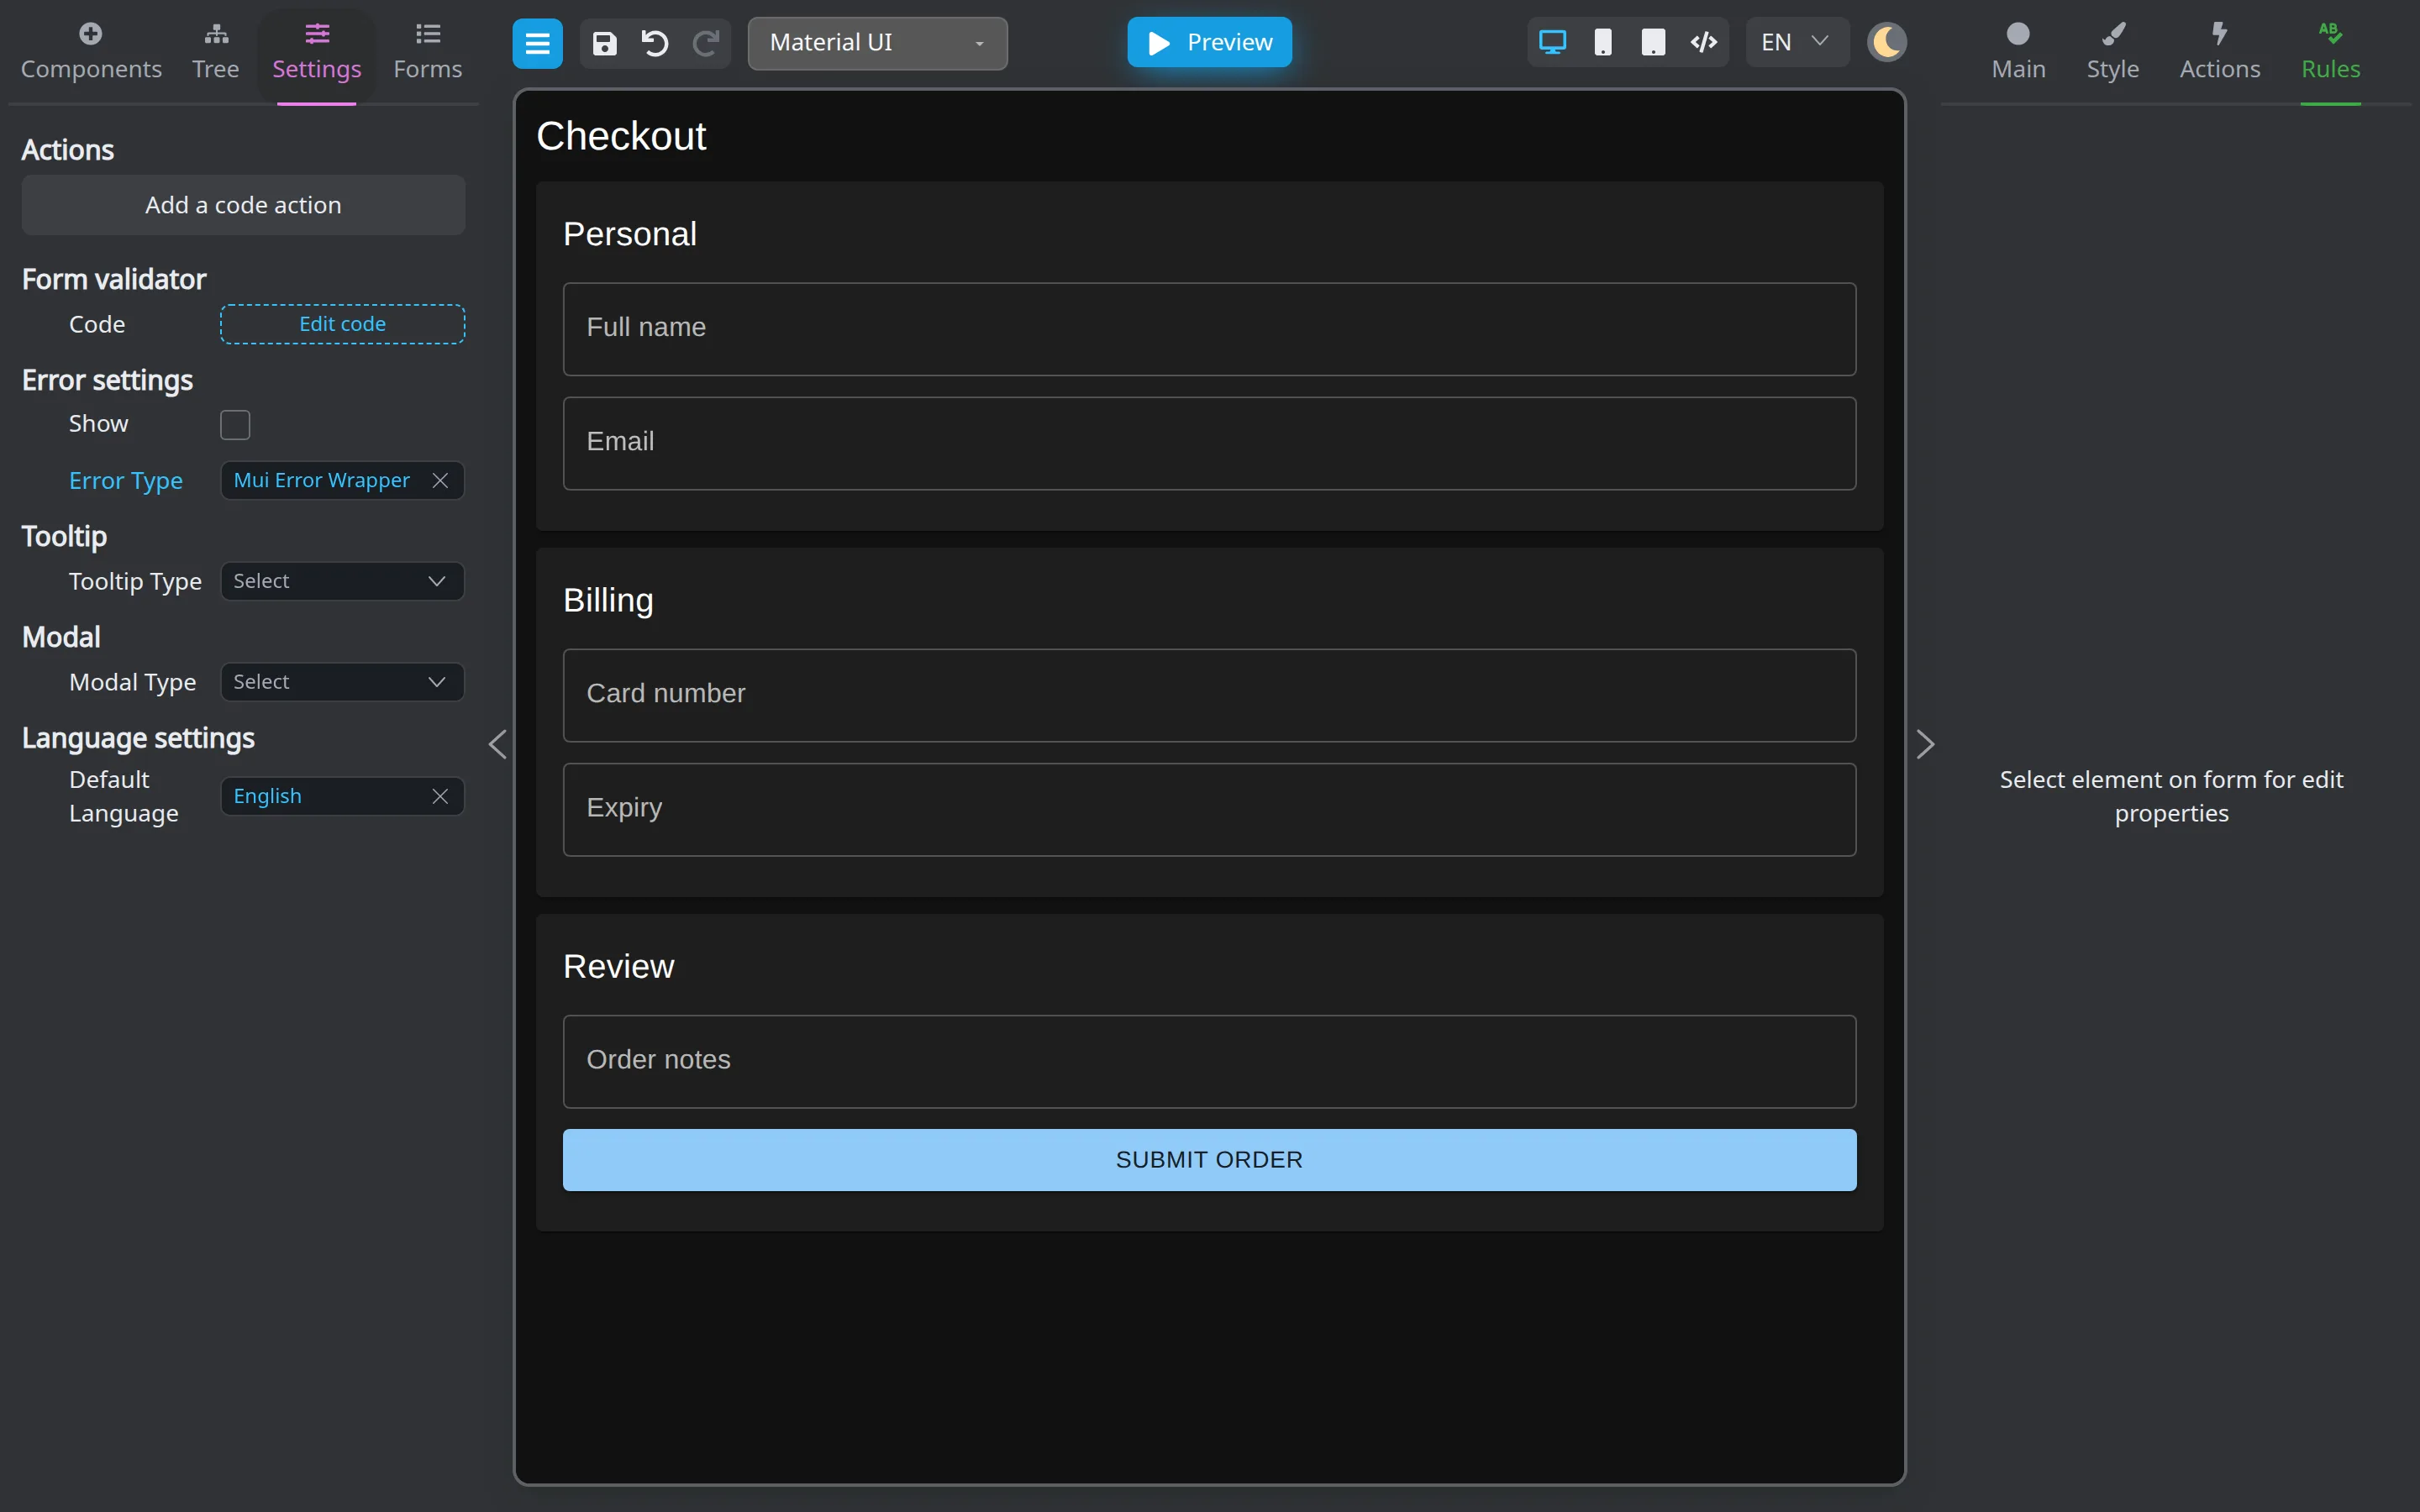 Components
Tree
Settings
Forms
Material UI
Preview
EN
Main
Style
Actions
AB
Rules
Actions
Add a code action
Form validator
Code
Edit code
Error settings
Show
Error Type
Mui Error Wrapper
Tooltip
Tooltip Type
Select
Modal
Modal Type
Select
Language settings
Default
Language
English
Checkout
Personal
Full name
Email
Billing
Card number
Expiry
Review
Order notes
SUBMIT ORDER
Select element on form for edit
properties